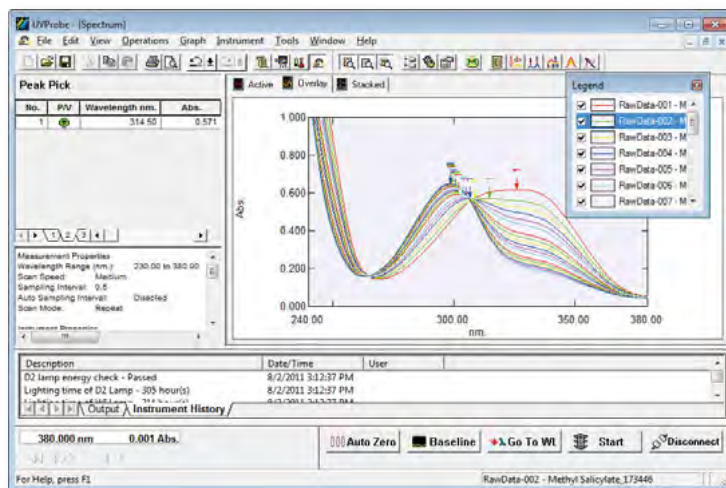 UVProbe - [Spectrum]
File Edit View Operations Graph Instrument Tools Window Help
Peak Pick
No. P/V Wavelength nm. Abs.
1 314.50 0.571
1 2 3
Measurement Properties
Wavelength Range (nm.): 230.00 to 380.00
Scan Speed: Medium
Sampling Interval: 0.5
Auto Sampling Interval: Disabled
Scan Mode: Repeat
Instrument Properties
Active Overlay Stacked
Abs.
1.000
0.800
0.600
0.400
0.200
0.000
240.00 300.00 350.00 380.00
nm.
Legend
RawData-001 - M
RawData-002 - M
RawData-003 - M
RawData-004 - M
RawData-005 - M
RawData-006 - M
RawData-007 - M
Description Date/Time User
D2 lamp energy check - Passed 8/2/2011 3:12:37 PM
Lighting time of D2 Lamp - 305 hour(s) 8/2/2011 3:12:37 PM
Output Instrument History
380.000 nm 0.001 Abs.
Auto Zero Baseline Go To WL Start Disconnect
For Help, press F1 RawData-002 - Methyl Salicylate_173446